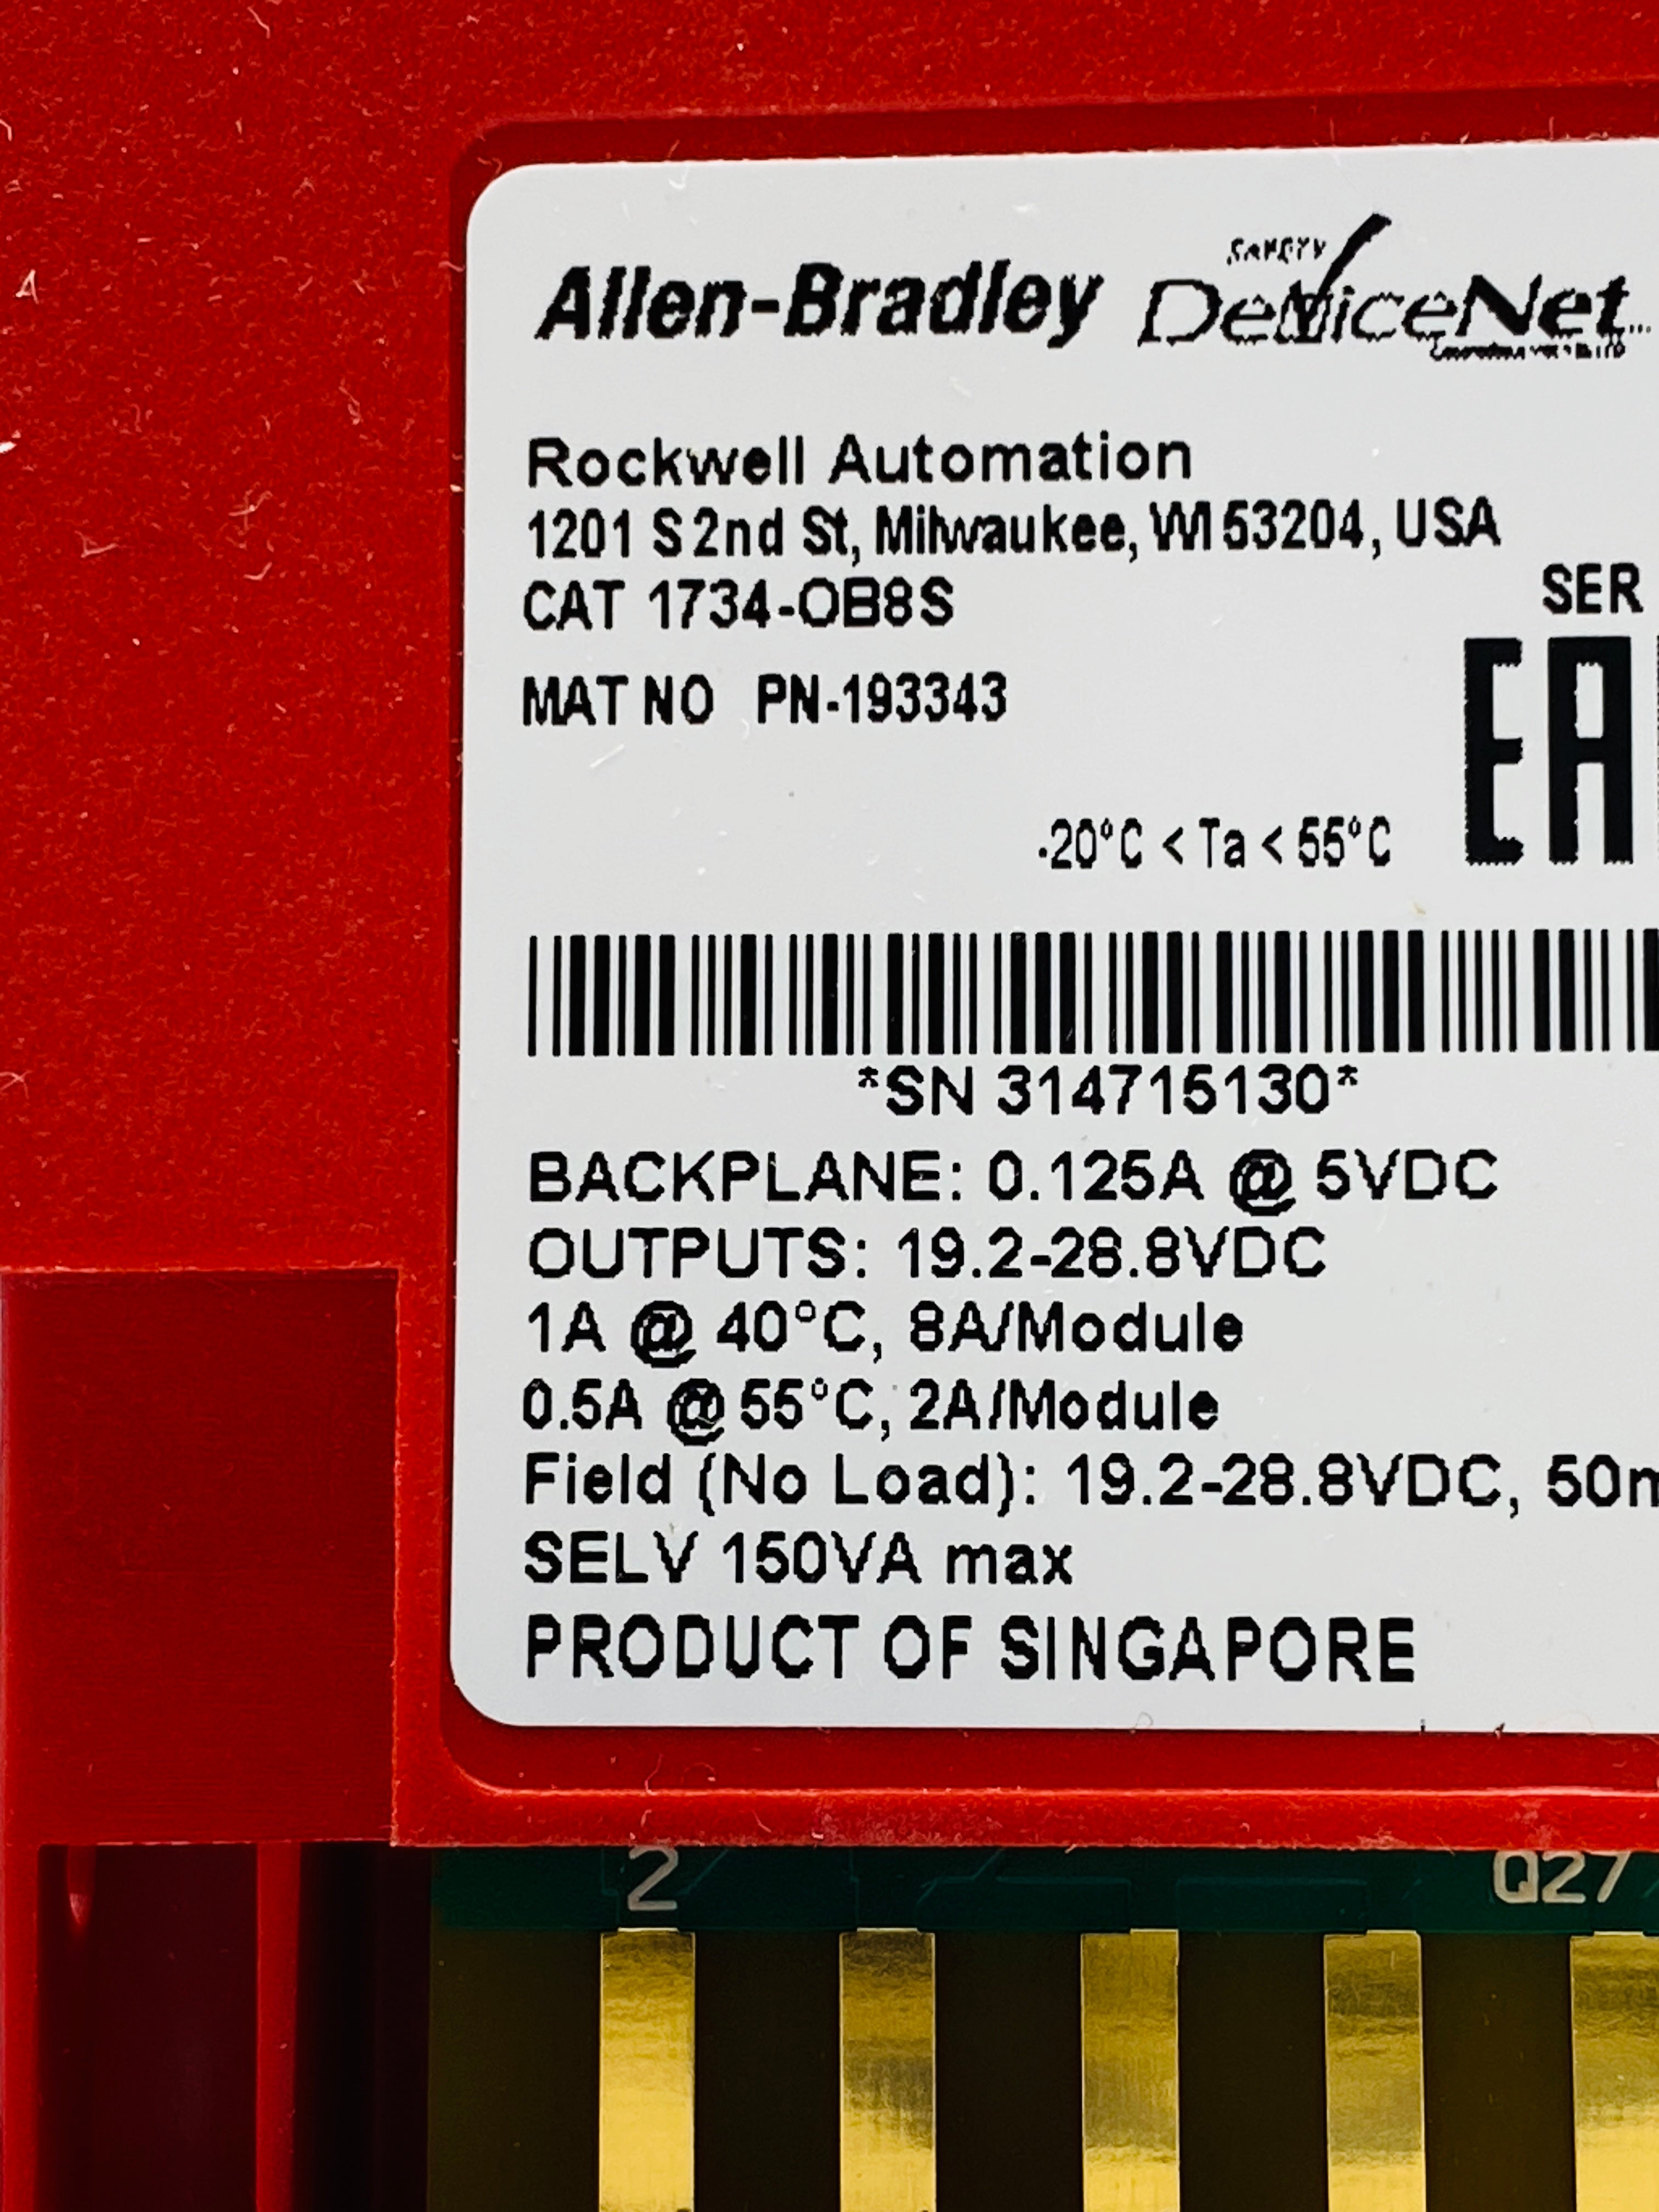 SAFETY
Allen-Bradley DeviceNet
Rockwell Automation
1201 S 2nd St, Milwaukee, WI 53204, USA
CAT 1734-OB8S
SER
MAT NO PN-193343
EA
-20°C < Ta < 55°C
*SN 314715130*
BACKPLANE: 0.125A @ 5VDC
OUTPUTS: 19.2-28.8VDC
1A @ 40°C, 8A/Module
0.5A @ 55°C, 2A/Module
Field (No Load): 19.2-28.8VDC, 50m
SELV 150VA max
PRODUCT OF SINGAPORE
2 Q27